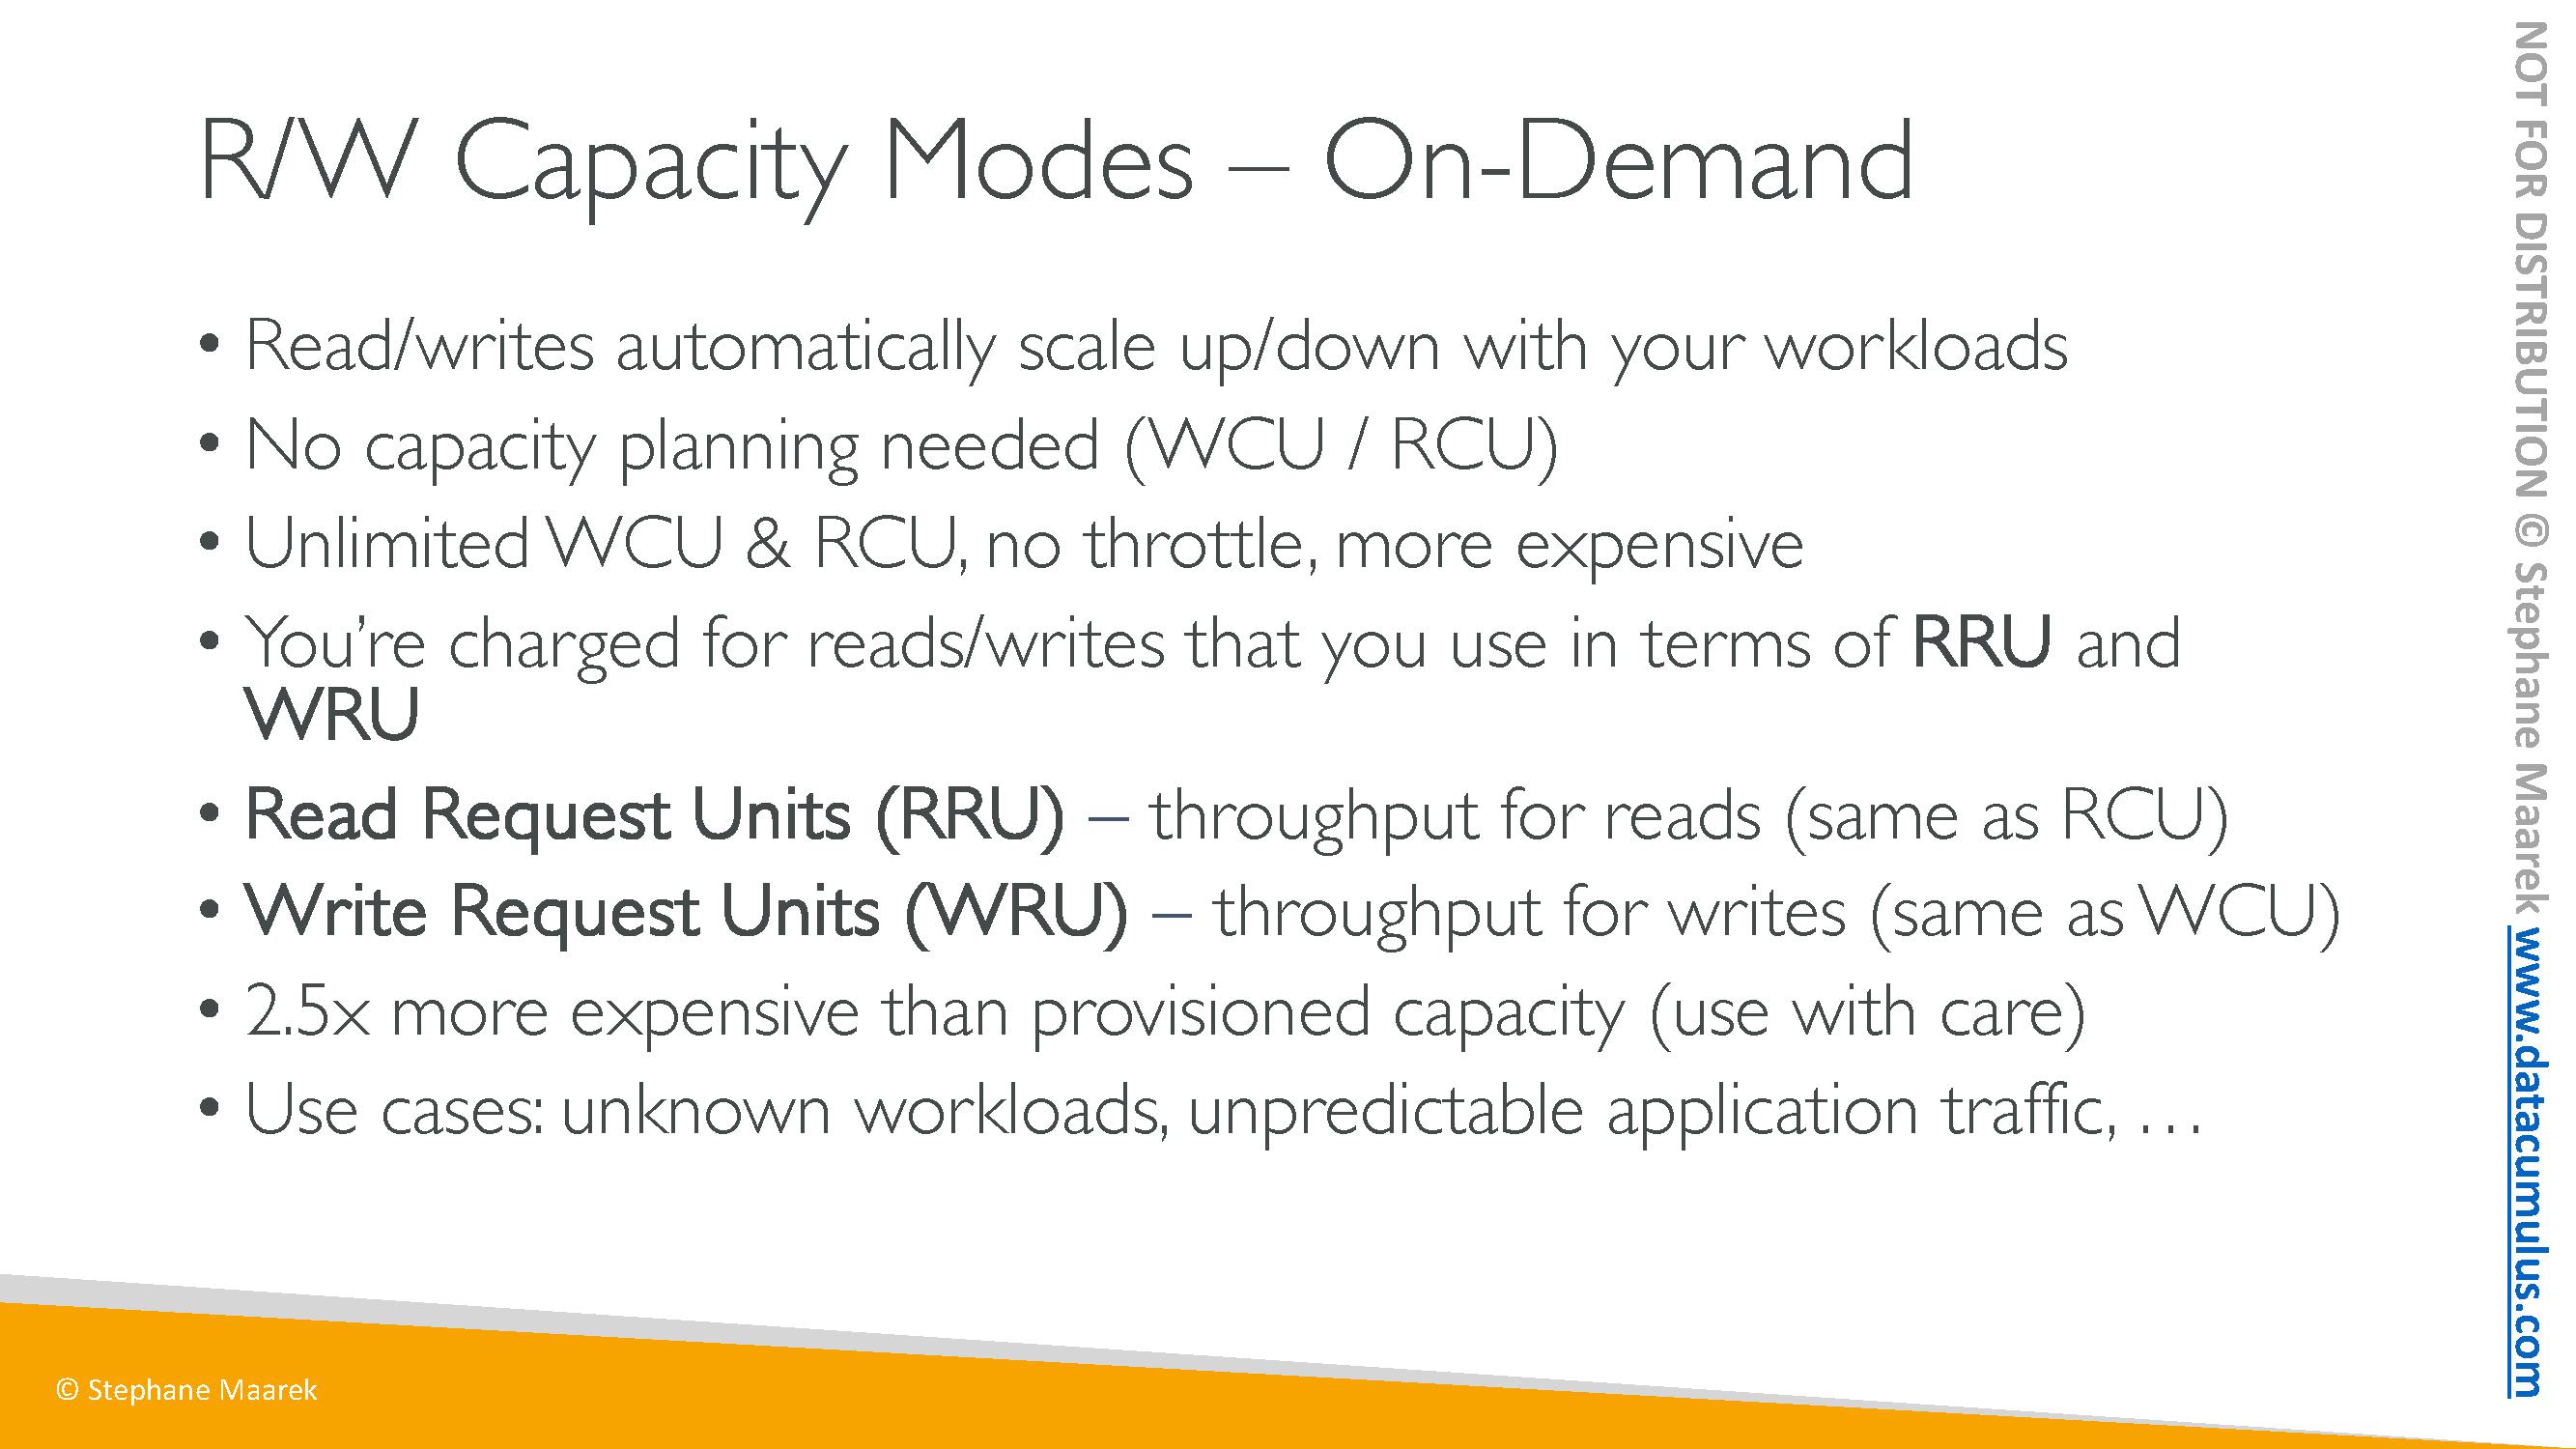 R/W Capacity Modes – On-Demand
• Read/writes automatically scale up/down with your workloads
• No capacity planning needed (WCU / RCU)
• Unlimited WCU & RCU, no throttle, more expensive
• You’re charged for reads/writes that you use in terms of RRU and
WRU
• Read Request Units (RRU) – throughput for reads (same as RCU)
• Write Request Units (WRU) – throughput for writes (same as WCU)
• 2.5x more expensive than provisioned capacity (use with care)
• Use cases: unknown workloads, unpredictable application traffic, …
© Stephane Maarek
NOT FOR DISTRIBUTION © Stephane Maarek www.datacumulus.com